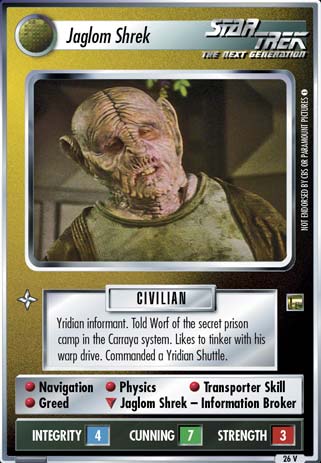 Jaglom Shrek
STAR TREK
THE NEXT GENERATION
NOT ENDORSED BY CBS OR PARAMOUNT PICTURES
CIVILIAN
Yridian informant. Told Worf of the secret prison
camp in the Carraya system. Likes to tinker with his
warp drive. Commanded a Yridian Shuttle.
Navigation Physics Transporter Skill
Greed Jaglom Shrek – Information Broker
INTEGRITY 4 CUNNING 7 STRENGTH 3
26 V